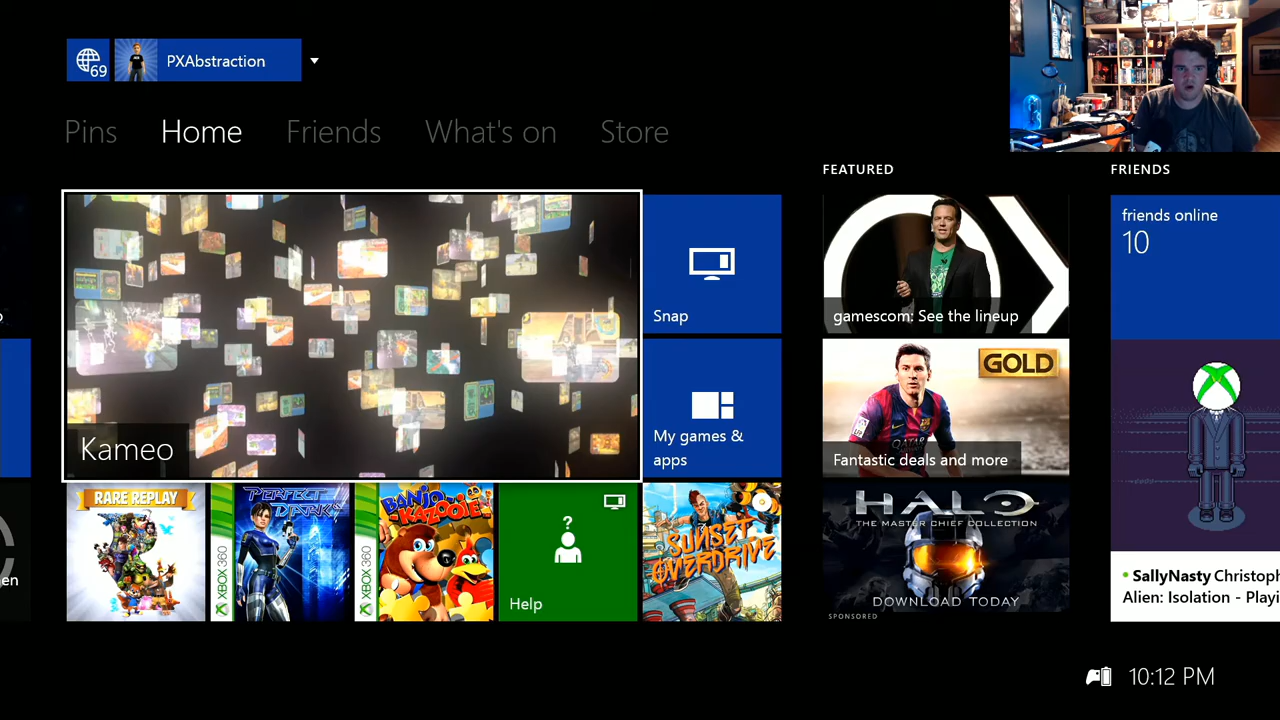 69
PXAbstraction
Pins
Home
Friends
What's on
Store
FEATURED
FRIENDS
Kameo
Snap
My games &
apps
gamescom: See the lineup
GOLD
Fantastic deals and more
HALO
THE MASTER CHIEF COLLECTION
DOWNLOAD TODAY
SPONSORED
friends online
10
SallyNasty Christoph
Alien: Isolation - Playi
en
RARE REPLAY
PERFECT DARK
XBOX 360
BANJO KAZOOIE
XBOX 360
?
Help
SUNSET
OVERDRIVE
10:12 PM